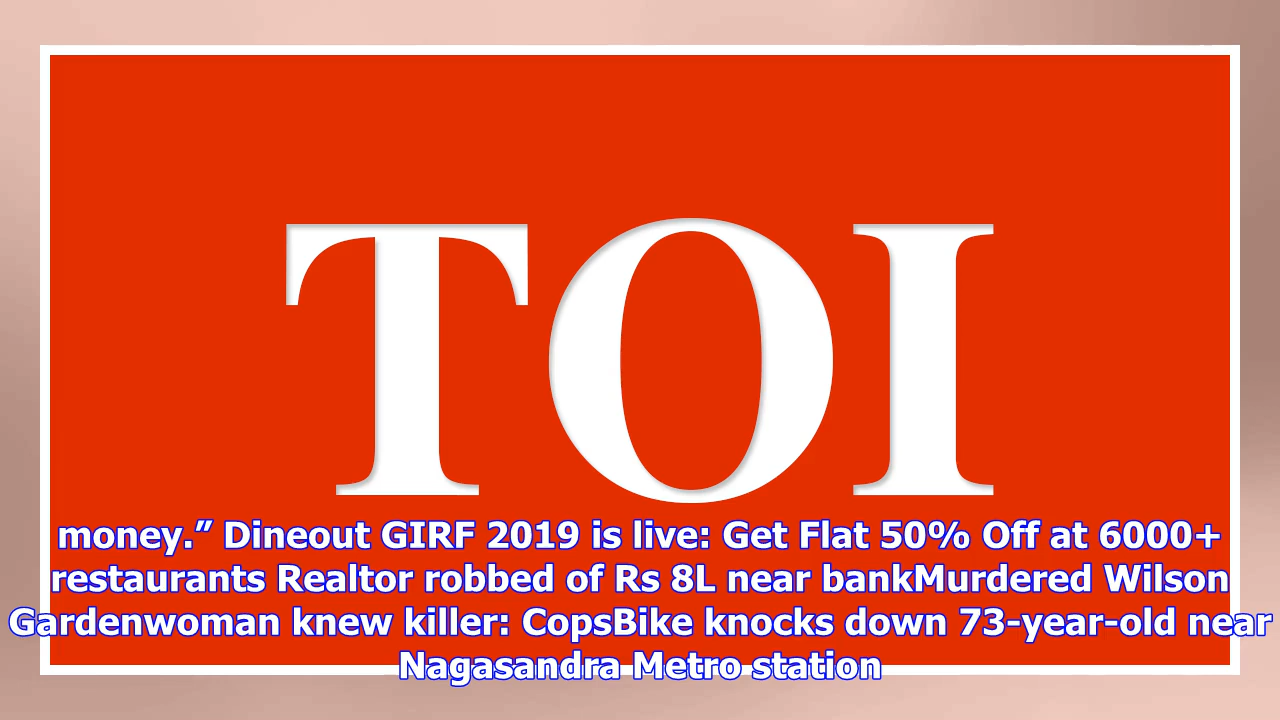 TOI
money.” Dineout GIRF 2019 is live: Get Flat 50% Off at 6000+
restaurants Realtor robbed of Rs 8L near bankMurdered Wilson
Gardenwoman knew killer: CopsBike knocks down 73-year-old near
Nagasandra Metro station